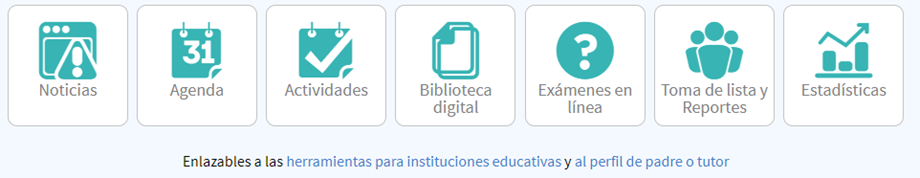 Noticias
31
Agenda
Actividades
Biblioteca
digital
?
Exámenes en
línea
Toma de lista y
Reportes
Estadísticas
Enlazables a las herramientas para instituciones educativas y al perfil de padre o tutor